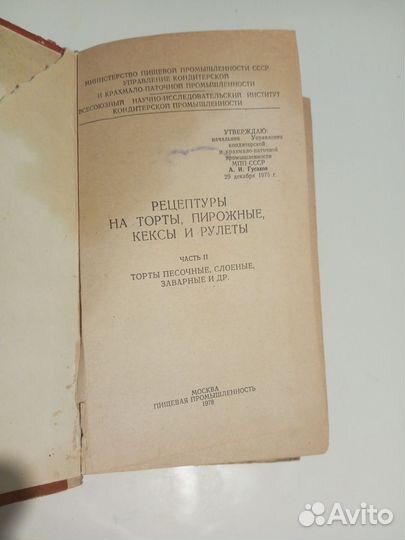 МИНИСТЕРСТВО ПИЩЕВОЙ ПРОМЫШЛЕННОСТИ СССР
УПРАВЛЕНИЕ КОНДИТЕРСКОЙ
И КРАХМАЛО-ПАТОЧНОЙ ПРОМЫШЛЕННОСТИ
ВСЕСОЮЗНЫЙ НАУЧНО-ИССЛЕДОВАТЕЛЬСКИЙ ИНСТИТУТ
КОНДИТЕРСКОЙ ПРОМЫШЛЕННОСТИ
УТВЕРЖДАЮ:
начальник Управления
кондитерской
и крахмало-паточной
промышленности
МПП СССР
А. И. Гусаков
29 декабря 1975 г.
РЕЦЕПТУРЫ
НА ТОРТЫ, ПИРОЖНЫЕ,
КЕКСЫ И РУЛЕТЫ
ЧАСТЬ II
ТОРТЫ ПЕСОЧНЫЕ, СЛОЕНЫЕ,
ЗАВАРНЫЕ И ДР.
МОСКВА
ПИЩЕВАЯ ПРОМЫШЛЕННОСТЬ
1978
Avito